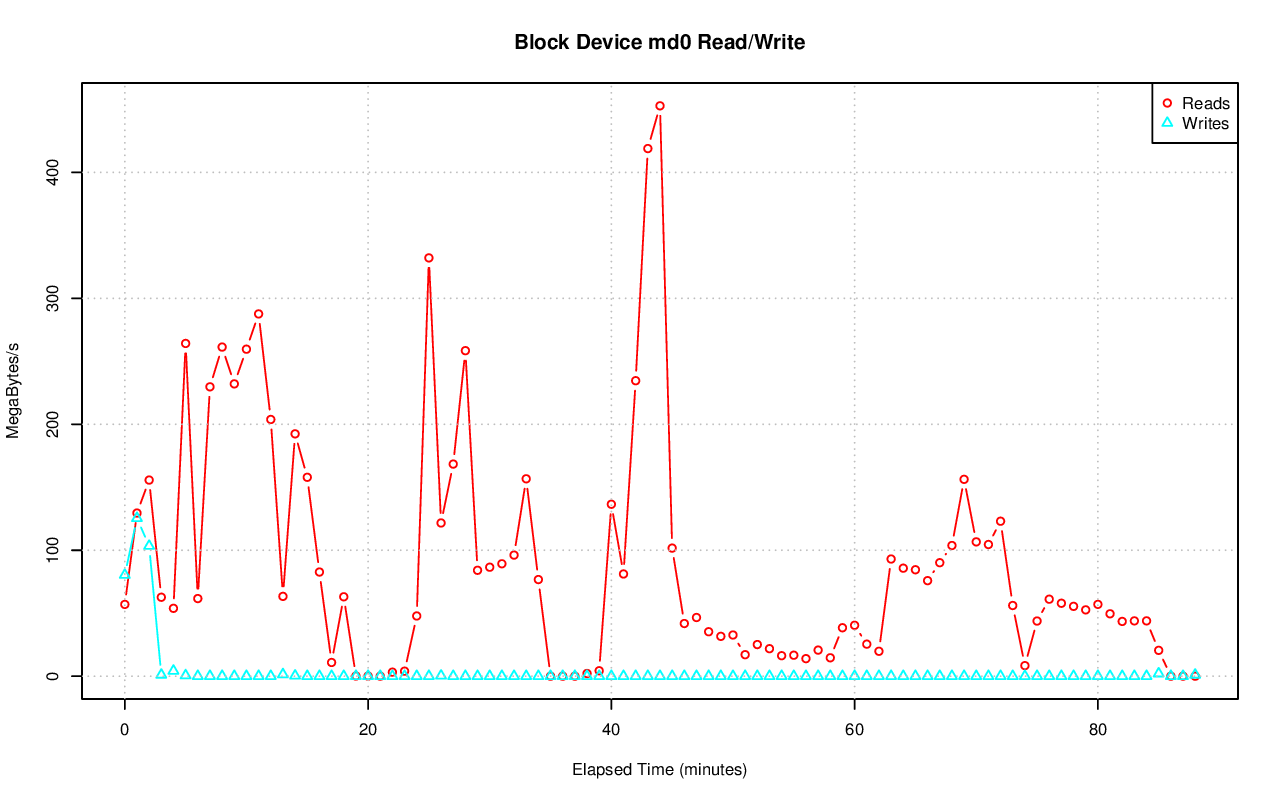 Block Device md0 Read/Write
Reads
Writes
400
300
200
100
0
MegaBytes/s
0 20 40 60 80
Elapsed Time (minutes)